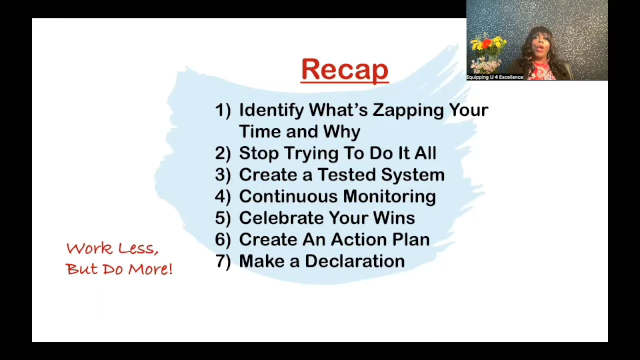 Recap
1) Identify What's Zapping Your
Time and Why
2) Stop Trying To Do It All
3) Create a Tested System
4) Continuous Monitoring
5) Celebrate Your Wins
6) Create An Action Plan
7) Make a Declaration
Work Less,
But Do More!
Equipping U 4 Excellence